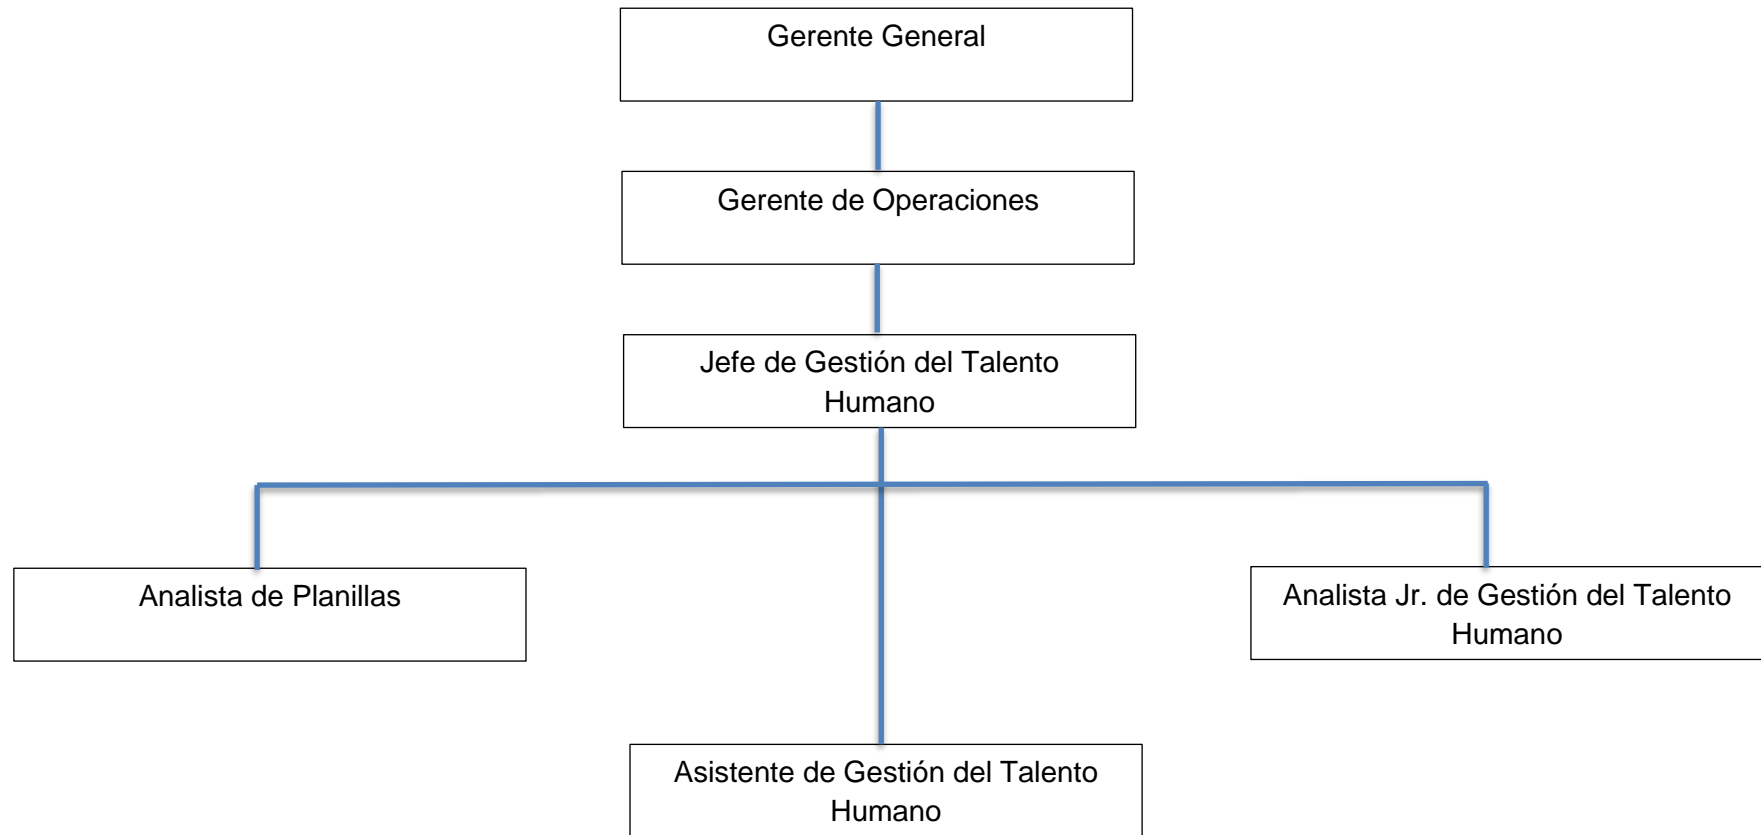 Gerente General
Gerente de Operaciones
Jefe de Gestión del Talento
Humano
Analista de Planillas
Analista Jr. de Gestión del Talento
Humano
Asistente de Gestión del Talento
Humano